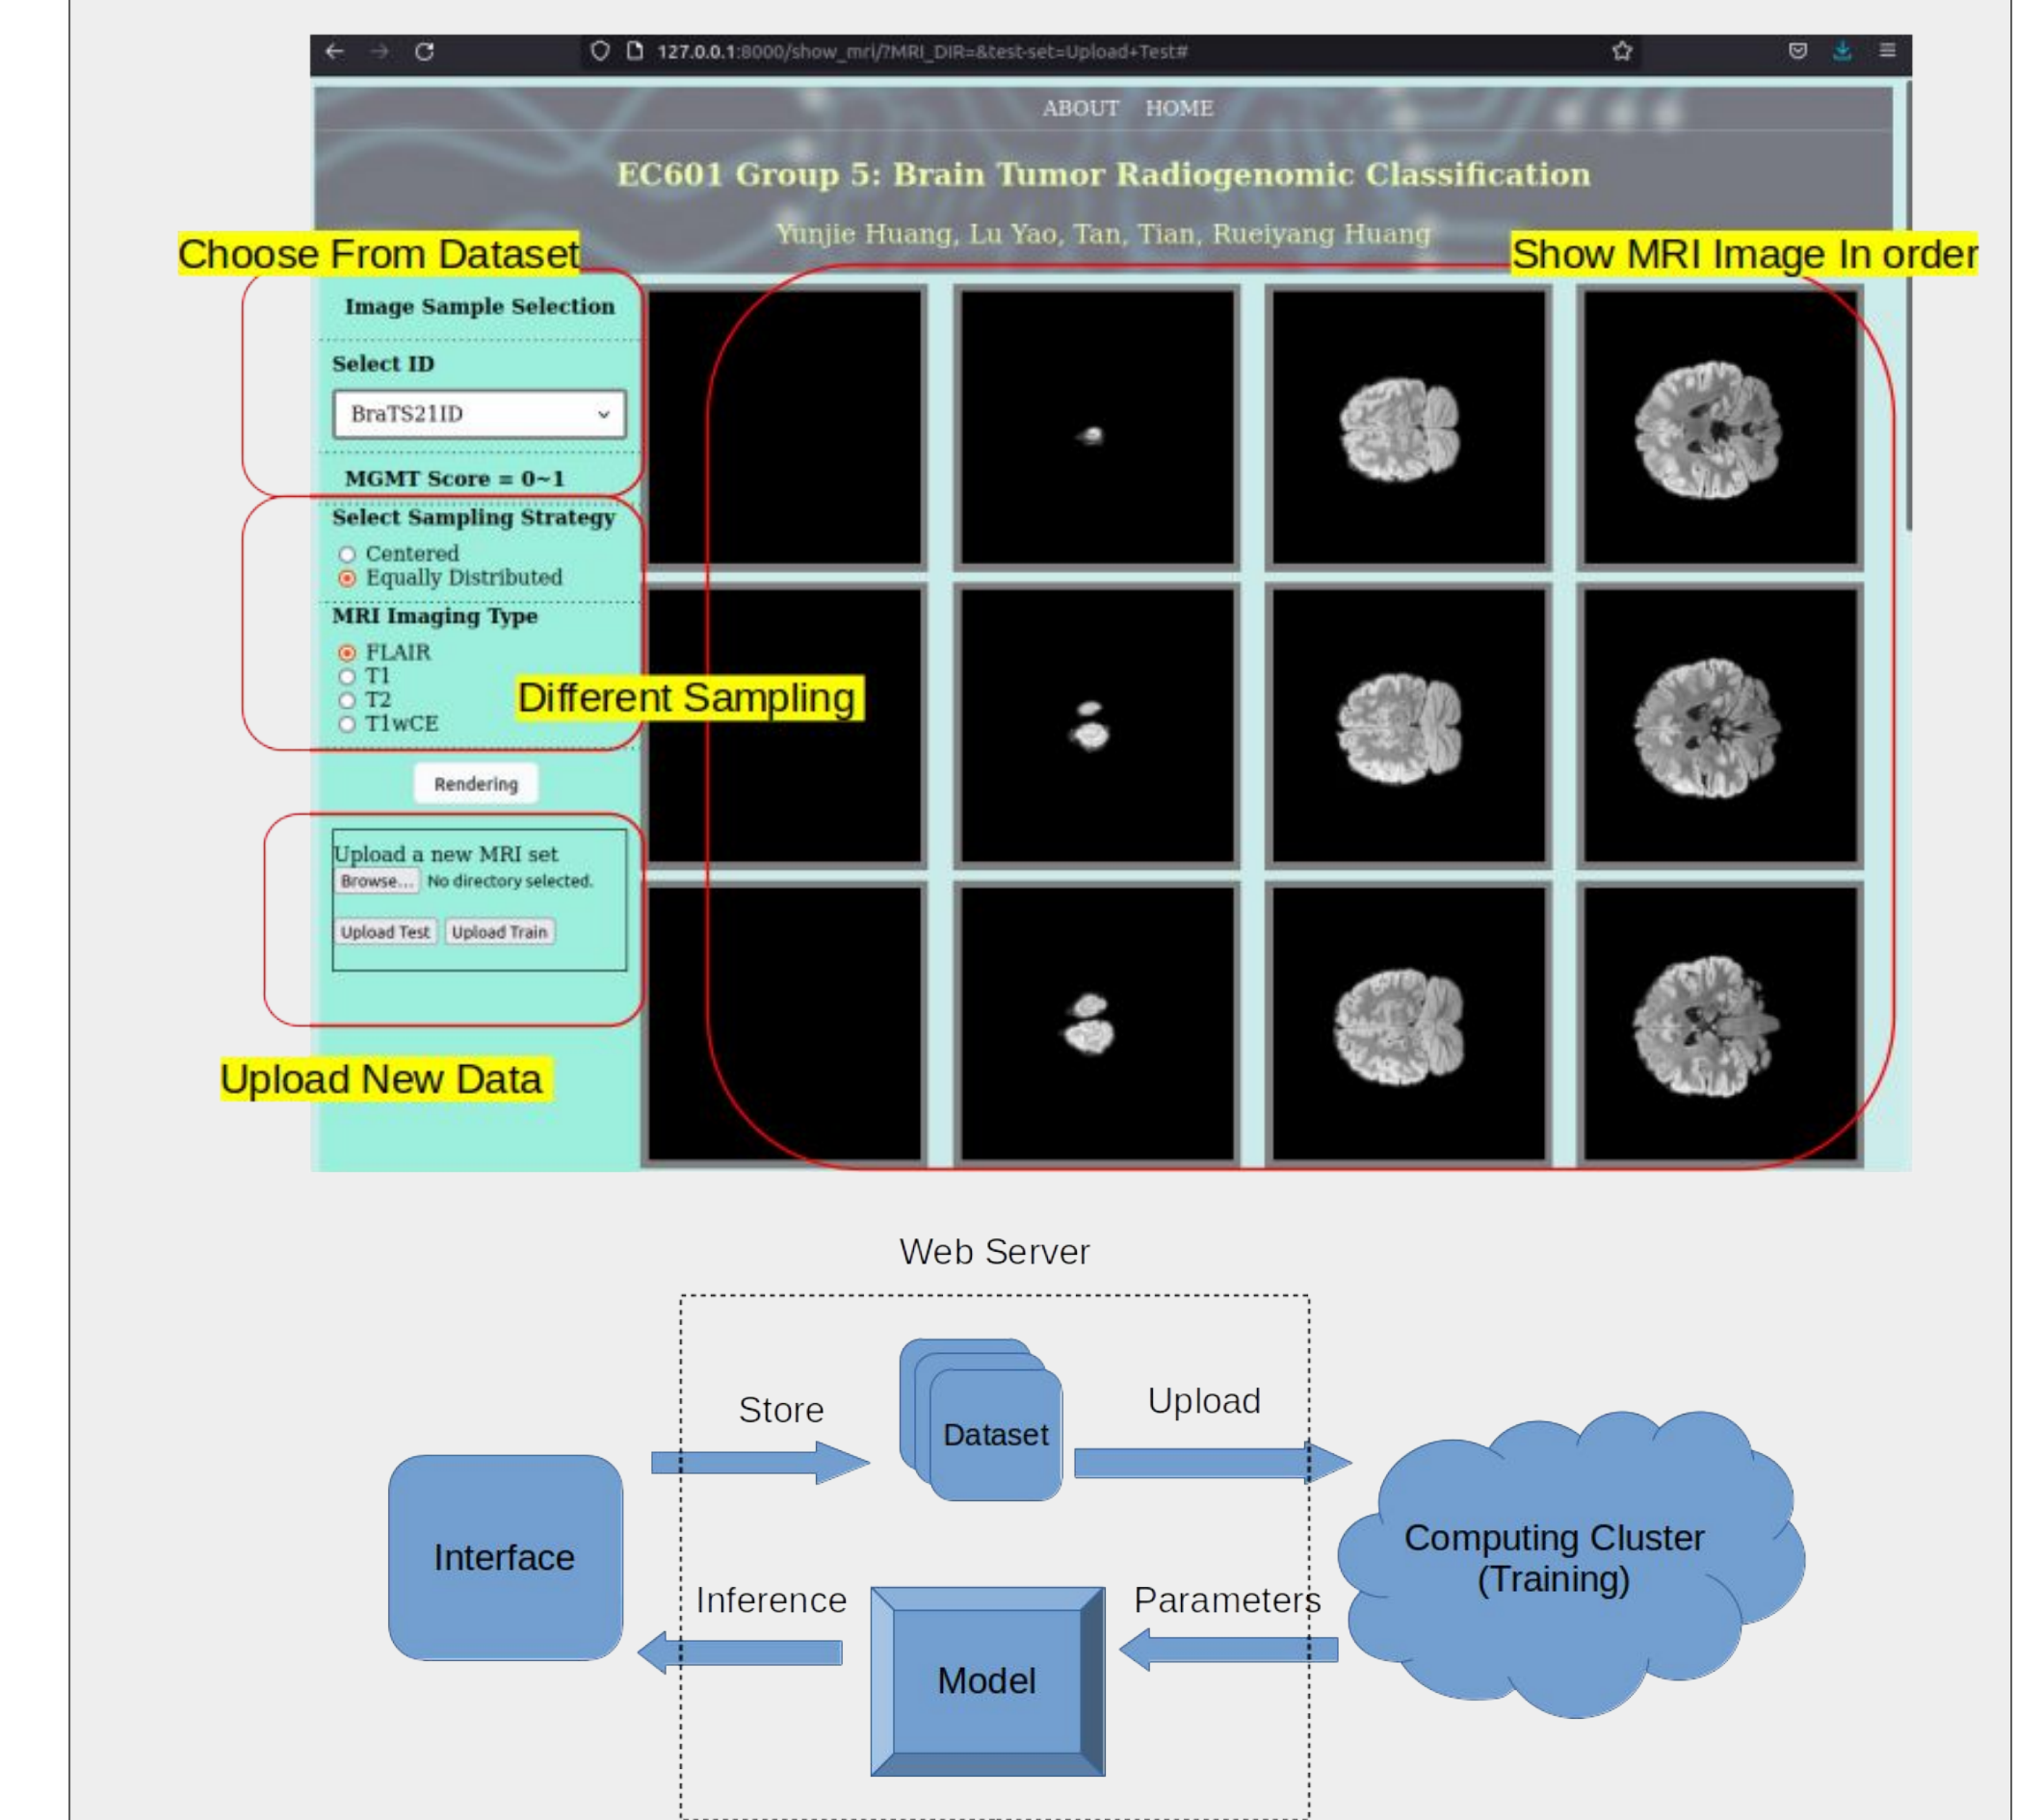 127.0.0.1:8000/show_mri/?MRI_DIR=&test-set=Upload+Test#
ABOUT HOME
EC601 Group 5: Brain Tumor Radiogenomic Classification
Yunjie Huang, Lu Yao, Tan, Tian, Rueiyang Huang
Choose From Dataset
Show MRI Image In order
Image Sample Selection
Select ID
BraTS21ID
MGMT Score = 0~1
Select Sampling Strategy
Centered
Equally Distributed
MRI Imaging Type
FLAIR
T1
T2
T1wCE
Different Sampling
Rendering
Upload a new MRI set
Browse... No directory selected.
Upload Test Upload Train
Upload New Data
Web Server
Store
Upload
Dataset
Interface
Computing Cluster
(Training)
Inference
Parameters
Model